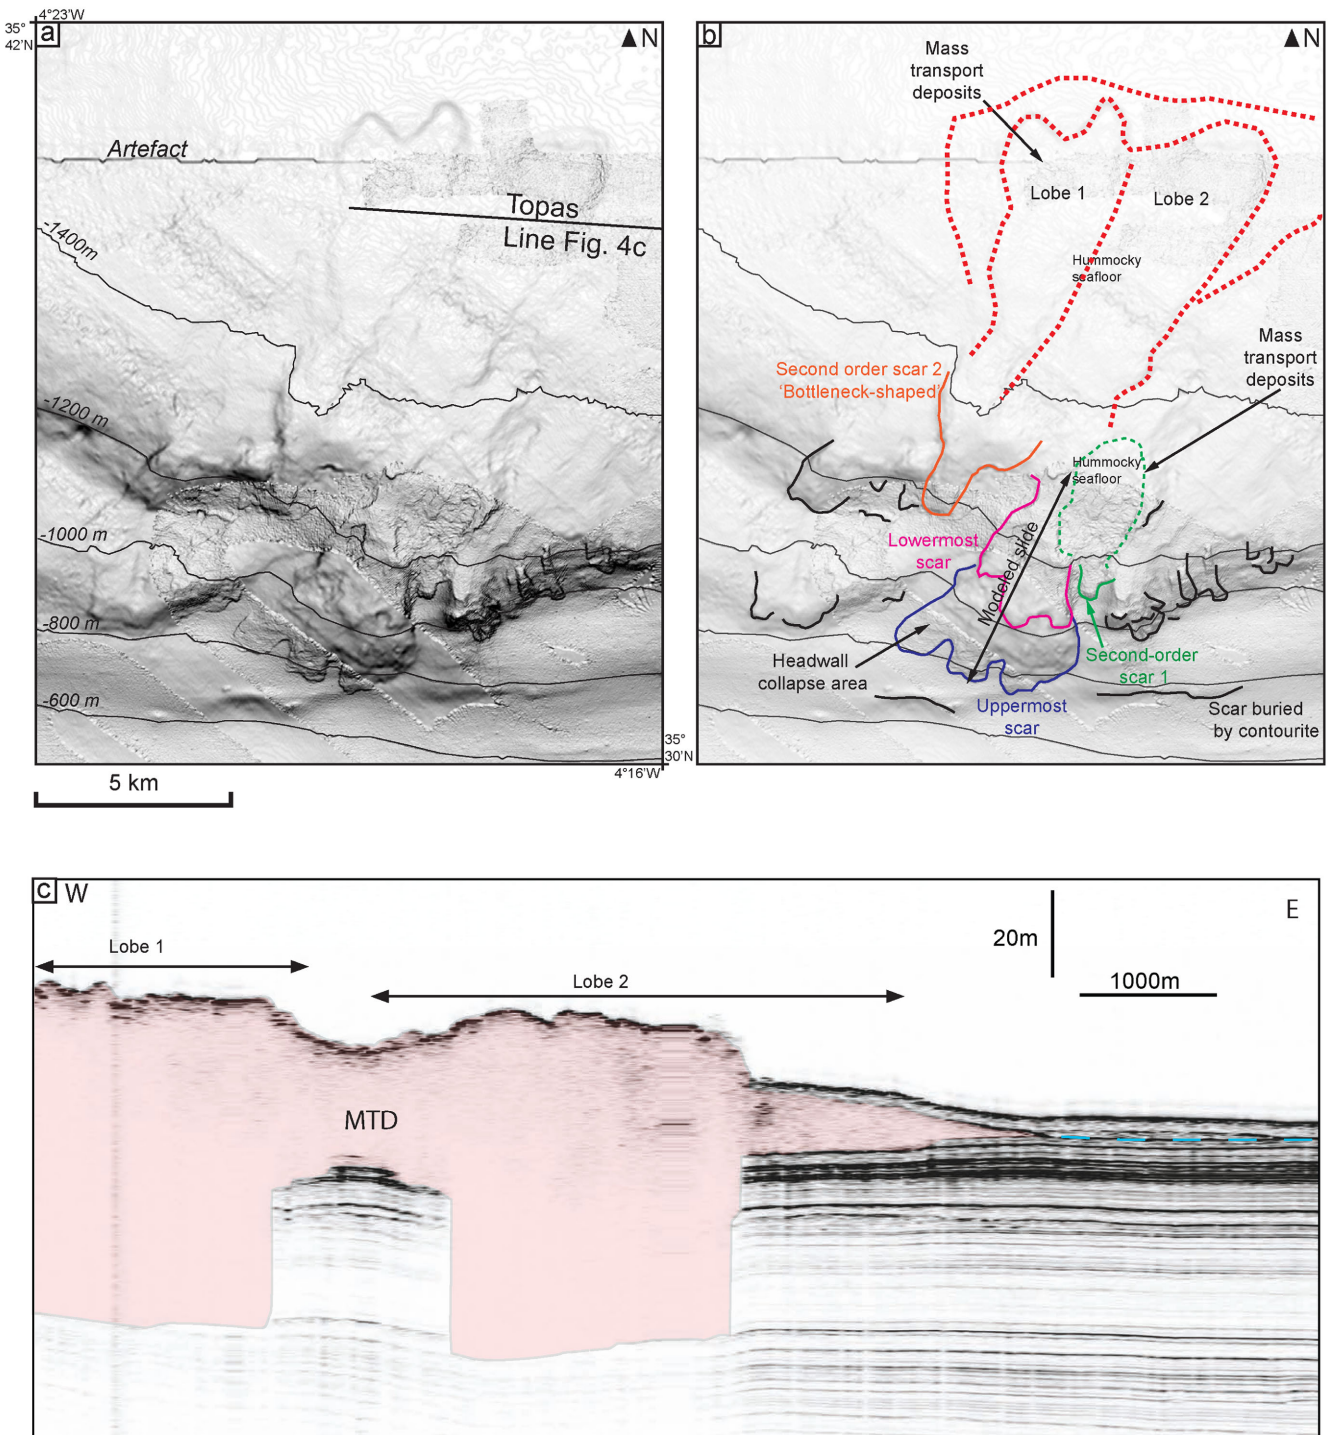 4°23'W
35°
42'N
a
N
Artefact
Topas
Line Fig. 4c
-1400m
-1200 m
-1000 m
-800 m
-600 m
35°
30'N
4°16'W
5 km
b
N
Mass
transport
deposits
Lobe 1
Lobe 2
Hummocky
seafloor
Mass
transport
deposits
Second order scar 2
'Bottleneck-shaped'
Hummocky
seafloor
Lowermost
scar
Modeled slide
Headwall
collapse area
Second-order
scar 1
Uppermost
scar
Scar buried
by contourite
c W
E
20m
1000m
Lobe 1
Lobe 2
MTD